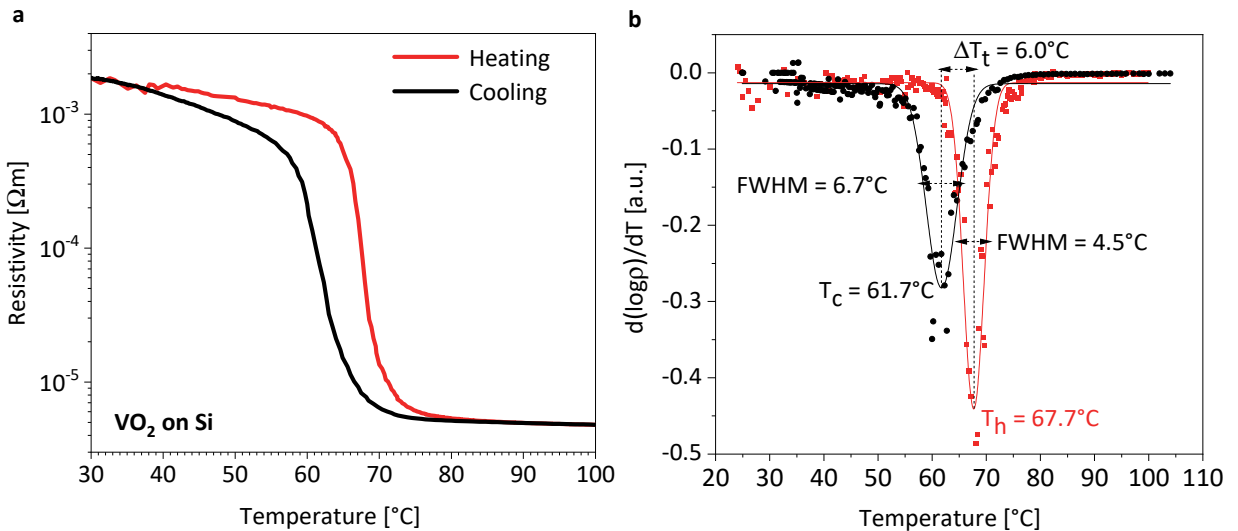 a
Heating
Cooling
Resistivity [Ωm]
10⁻³
10⁻⁴
10⁻⁵
VO₂ on Si
30 40 50 60 70 80 90 100
Temperature [°C]
b
ΔTₜ = 6.0°C
d(logρ)/dT [a.u.]
0.0
-0.1
-0.2
-0.3
-0.4
-0.5
FWHM = 6.7°C
FWHM = 4.5°C
T_c = 61.7°C
T_h = 67.7°C
20 30 40 50 60 70 80 90 100 110
Temperature [°C]